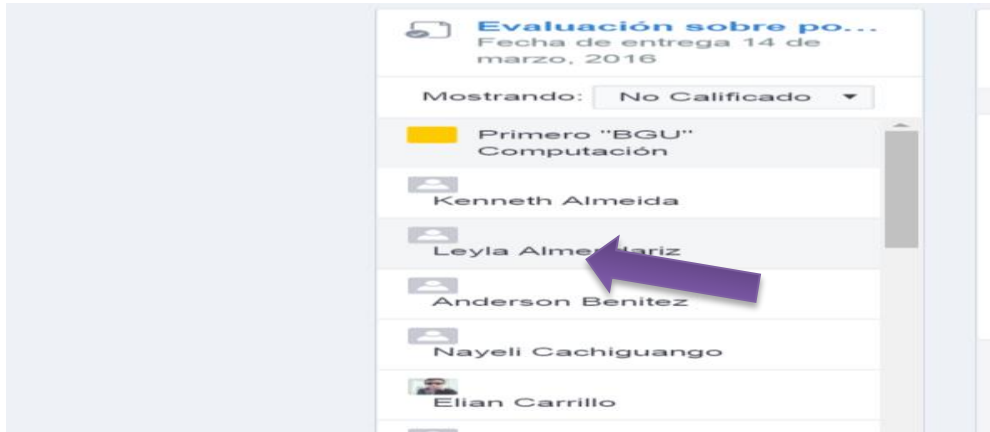 Evaluación sobre po...
Fecha de entrega 14 de
marzo, 2016
Mostrando: No Calificado
Primero "BGU"
Computación
Kenneth Almeida
Leyla
Anderson Benitez
Nayeli Cachiguango
Elian Carrillo